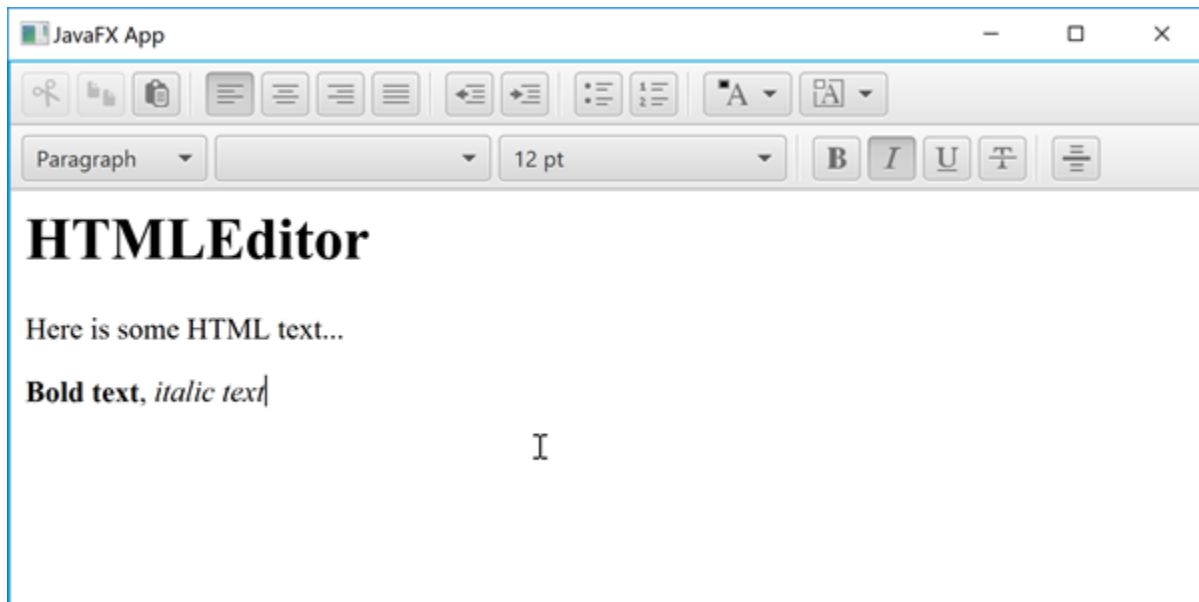 JavaFX App
Paragraph 12 pt B I U T
HTMLEditor
Here is some HTML text...
Bold text, italic text